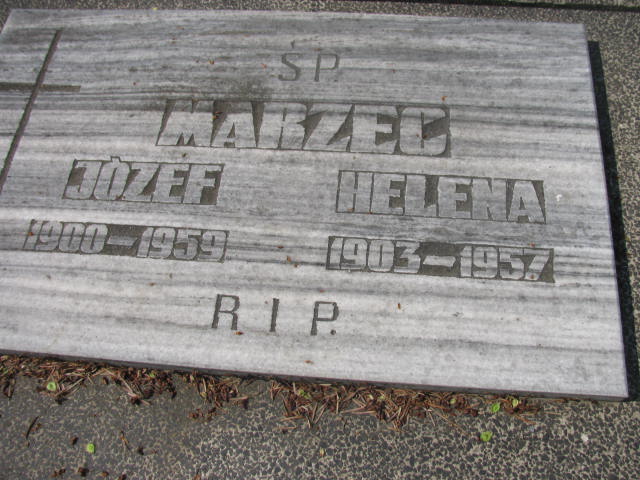 ŚP
MARZEC
JÓZEF HELENA
1900-1959 1903-1957
R I P.